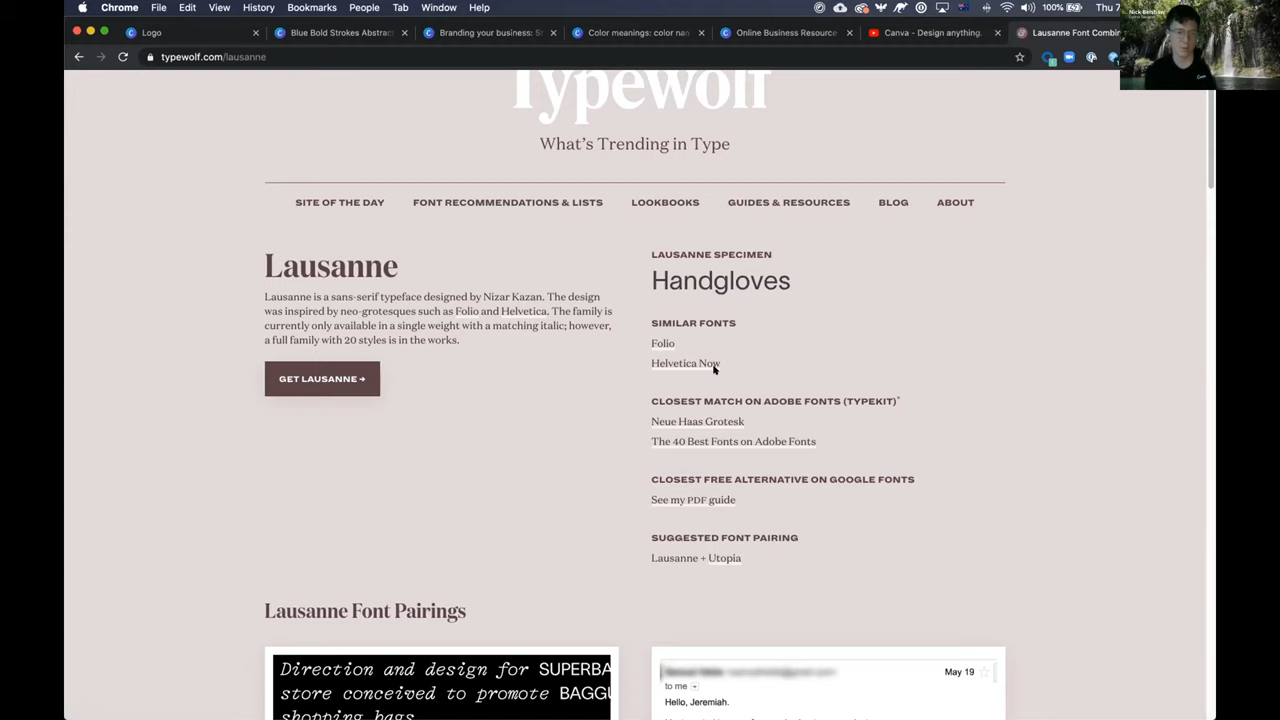 Chrome File Edit View History Bookmarks People Tab Window Help 100% Thu 7
Logo
Blue Bold Strokes Abstrac
Branding your business: S
Color meanings: color nar
Online Business Resource
Canva - Design anything.
Lausanne Font Combin
typewolf.com/lausanne
Typewolf
What's Trending in Type
SITE OF THE DAY FONT RECOMMENDATIONS & LISTS LOOKBOOKS GUIDES & RESOURCES BLOG ABOUT
Lausanne
Lausanne is a sans-serif typeface designed by Nizar Kazan. The design
was inspired by neo-grotesques such as Folio and Helvetica. The family is
currently only available in a single weight with a matching italic; however,
a full family with 20 styles is in the works.
GET LAUSANNE →
LAUSANNE SPECIMEN
Handgloves
SIMILAR FONTS
Folio
Helvetica Now
CLOSEST MATCH ON ADOBE FONTS (TYPEKIT)*
Neue Haas Grotesk
The 40 Best Fonts on Adobe Fonts
CLOSEST FREE ALTERNATIVE ON GOOGLE FONTS
See my PDF guide
SUGGESTED FONT PAIRING
Lausanne + Utopia
Lausanne Font Pairings
Direction and design for SUPERBA
store conceived to promote BAGGU
shopping bags
May 19
to me
Hello, Jeremiah.